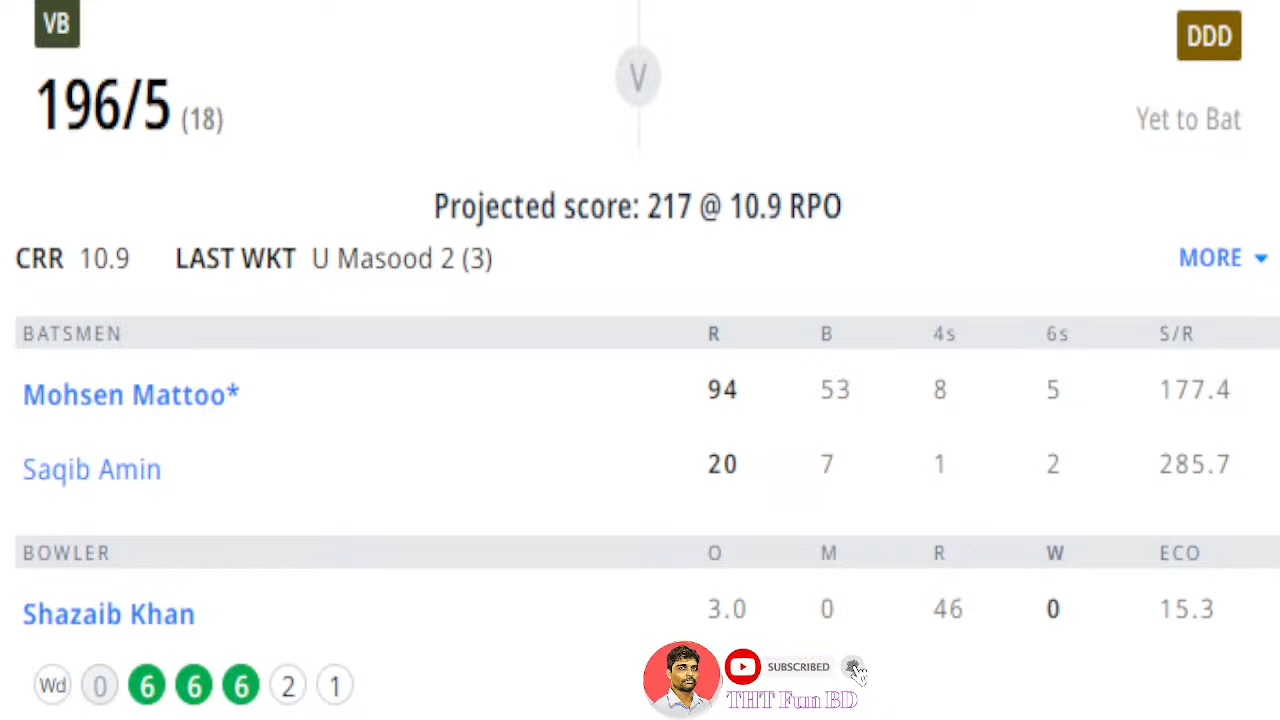 VB
DDD
V
196/5 (18)
Yet to Bat
Projected score: 217 @ 10.9 RPO
CRR 10.9 LAST WKT U Masood 2 (3)
MORE
BATSMEN R B 4s 6s S/R
Mohsen Mattoo* 94 53 8 5 177.4
Saqib Amin 20 7 1 2 285.7
BOWLER O M R W ECO
Shazaib Khan 3.0 0 46 0 15.3
Wd 0 6 6 6 2 1
SUBSCRIBED
THT Fun BD